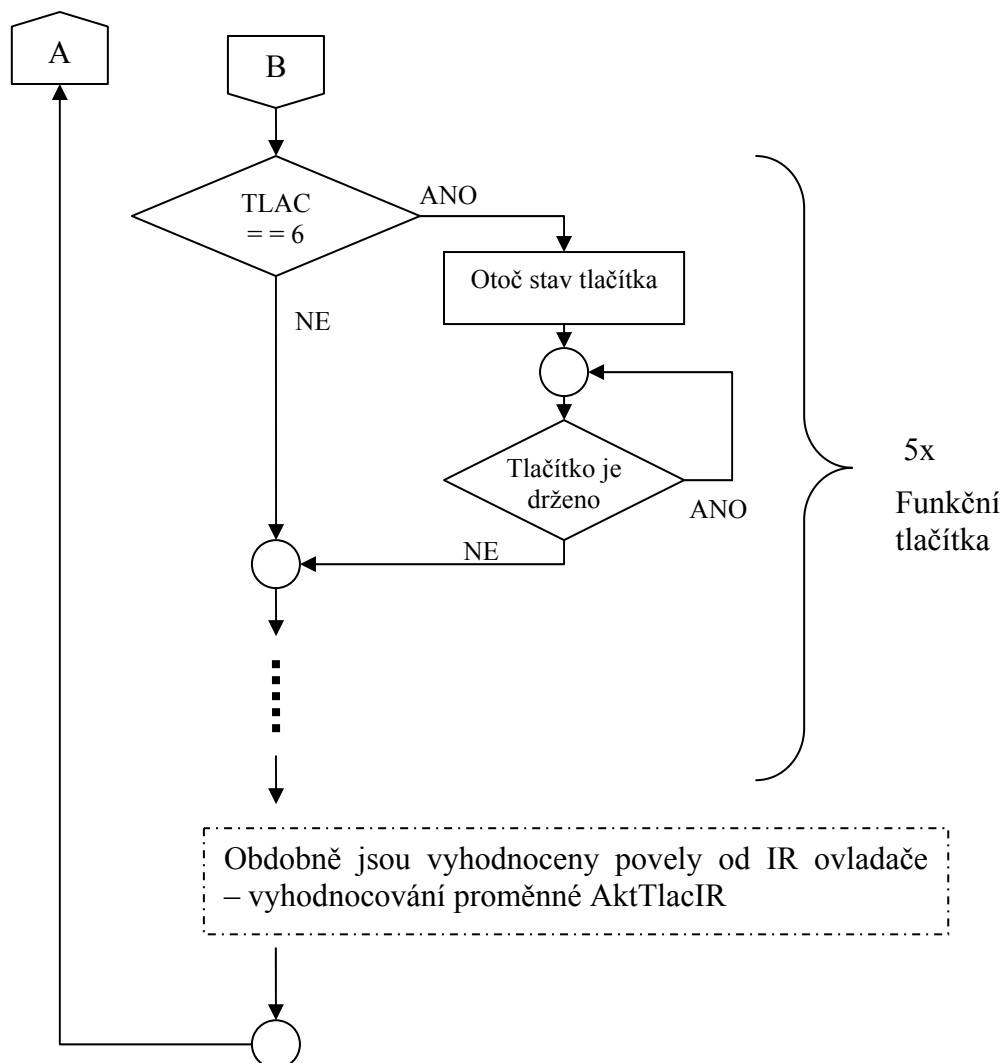 A
B
TLAC
= = 6
ANO
Otoč stav tlačítka
NE
Tlačítko je
drženo
ANO
NE
5x
Funkční
tlačítka
Obdobně jsou vyhodnoceny povely od IR ovladače
– vyhodnocování proměnné AktTlacIR